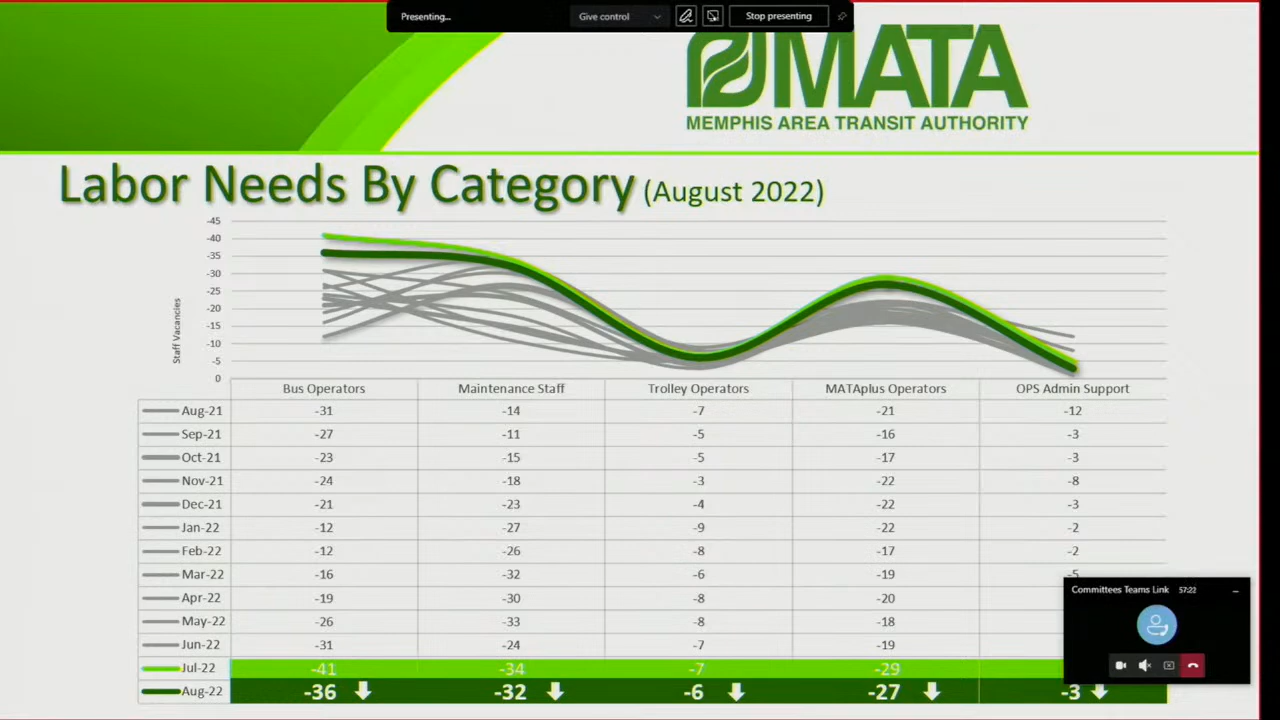 Presenting...
Give control
Stop presenting
MATA
MEMPHIS AREA TRANSIT AUTHORITY
Labor Needs By Category (August 2022)
-45
-40
-35
-30
-25
-20
-15
-10
-5
0
Staff Vacancies
Bus Operators Maintenance Staff Trolley Operators MATAplus Operators OPS Admin Support
Aug-21 -31 -14 -7 -21 -12
Sep-21 -27 -11 -5 -16 -3
Oct-21 -23 -15 -5 -17 -3
Nov-21 -24 -18 -3 -22 -8
Dec-21 -21 -23 -4 -22 -3
Jan-22 -12 -27 -9 -22 -2
Feb-22 -12 -26 -8 -17 -2
Mar-22 -16 -32 -6 -19 -5
Apr-22 -19 -30 -8 -20
May-22 -26 -33 -8 -18
Jun-22 -31 -24 -7 -19
Jul-22 -41 -34 -7 -29
Aug-22 -36 -32 -6 -27 -3
Committees Teams Link 57:22